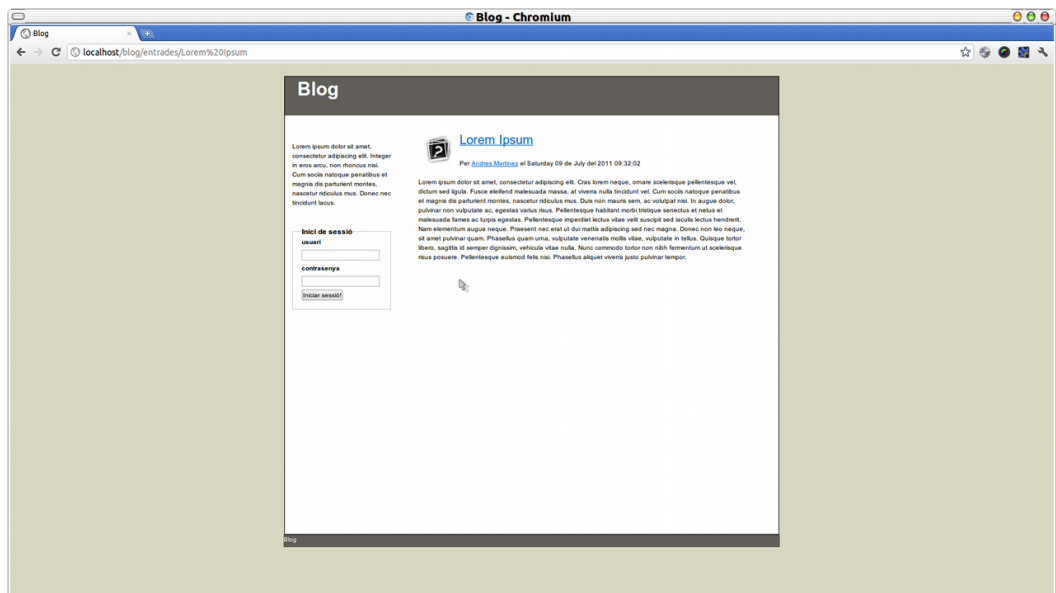 Blog - Chromium
Blog
localhost/blog/entrades/Lorem%20Ipsum
Blog
Lorem ipsum dolor sit amet,
consectetur adipiscing elit. Integer
in eros arcu, non rhoncus nisl.
Cum sociis natoque penatibus et
magnis dis parturient montes,
nascetur ridiculus mus. Donec nec
tincidunt lacus.
Inici de sessió
usuari
contrasenya
Iniciar sessió!
Lorem Ipsum
Per Andres Martinez el Saturday 09 de July del 2011 09:32:02
Lorem ipsum dolor sit amet, consectetur adipiscing elit. Cras lorem neque, ornare scelerisque pellentesque vel,
dictum sed ligula. Fusce eleifend malesuada massa, at viverra nulla tincidunt vel. Cum sociis natoque penatibus
et magnis dis parturient montes, nascetur ridiculus mus. Duis non mauris sem, ac volutpat nisi. In augue dolor,
pulvinar non vulputate ac, egestas varius risus. Pellentesque habitant morbi tristique senectus et netus et
malesuada fames ac turpis egestas. Pellentesque imperdiet lectus vitae velit suscipit sed iaculis lectus hendrerit.
Nam elementum augue neque. Praesent nec erat ut dui mattis adipiscing sed nec magna. Donec non leo neque,
sit amet pulvinar quam. Phasellus quam urna, vulputate venenatis mollis vitae, vulputate in tellus. Quisque tortor
libero, sagittis id semper dignissim, vehicula vitae nulla. Nunc commodo tortor non nibh fermentum ut scelerisque
risus posuere. Pellentesque euismod felis nisi. Phasellus aliquet viverra justo pulvinar tempor.
Blog